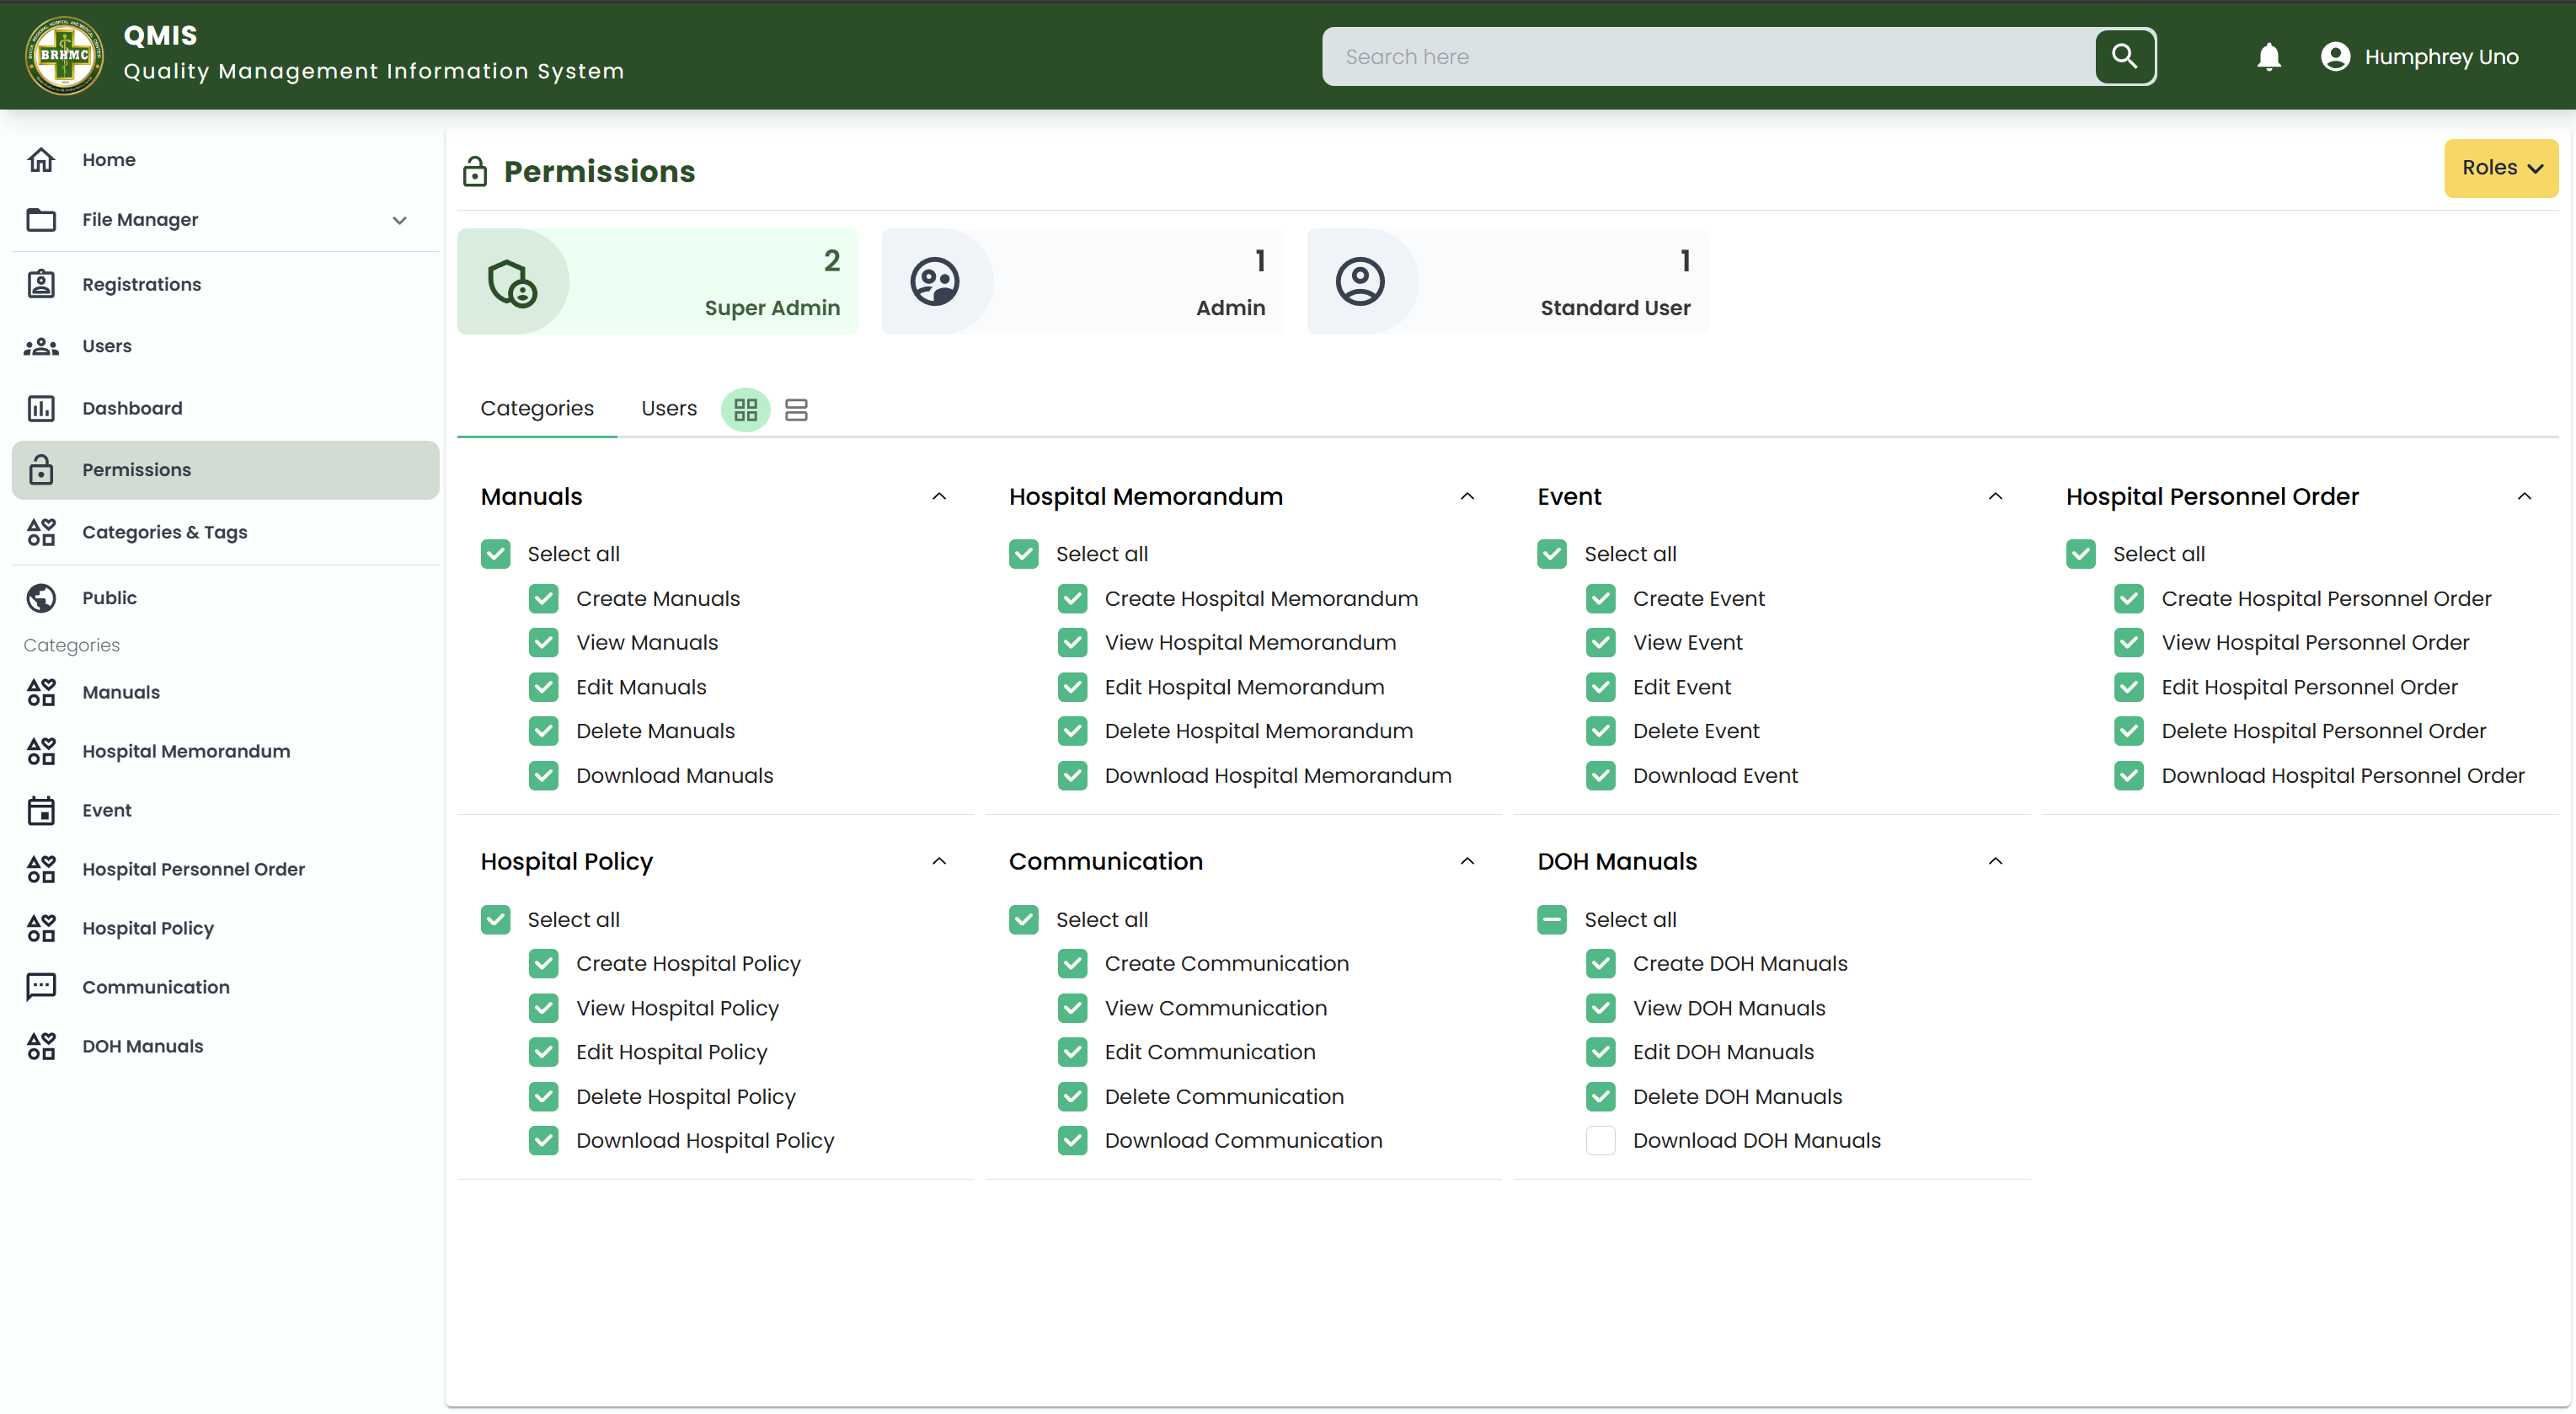 BRHMC
QMIS
Quality Management Information System
Search here
Humphrey Uno
Home
File Manager
Registrations
Users
Dashboard
Permissions
Categories & Tags
Public
Categories
Manuals
Hospital Memorandum
Event
Hospital Personnel Order
Hospital Policy
Communication
DOH Manuals
Permissions
Roles
2
Super Admin
1
Admin
1
Standard User
Categories
Users
Manuals
Select all
Create Manuals
View Manuals
Edit Manuals
Delete Manuals
Download Manuals
Hospital Memorandum
Select all
Create Hospital Memorandum
View Hospital Memorandum
Edit Hospital Memorandum
Delete Hospital Memorandum
Download Hospital Memorandum
Event
Select all
Create Event
View Event
Edit Event
Delete Event
Download Event
Hospital Personnel Order
Select all
Create Hospital Personnel Order
View Hospital Personnel Order
Edit Hospital Personnel Order
Delete Hospital Personnel Order
Download Hospital Personnel Order
Hospital Policy
Select all
Create Hospital Policy
View Hospital Policy
Edit Hospital Policy
Delete Hospital Policy
Download Hospital Policy
Communication
Select all
Create Communication
View Communication
Edit Communication
Delete Communication
Download Communication
DOH Manuals
Select all
Create DOH Manuals
View DOH Manuals
Edit DOH Manuals
Delete DOH Manuals
Download DOH Manuals